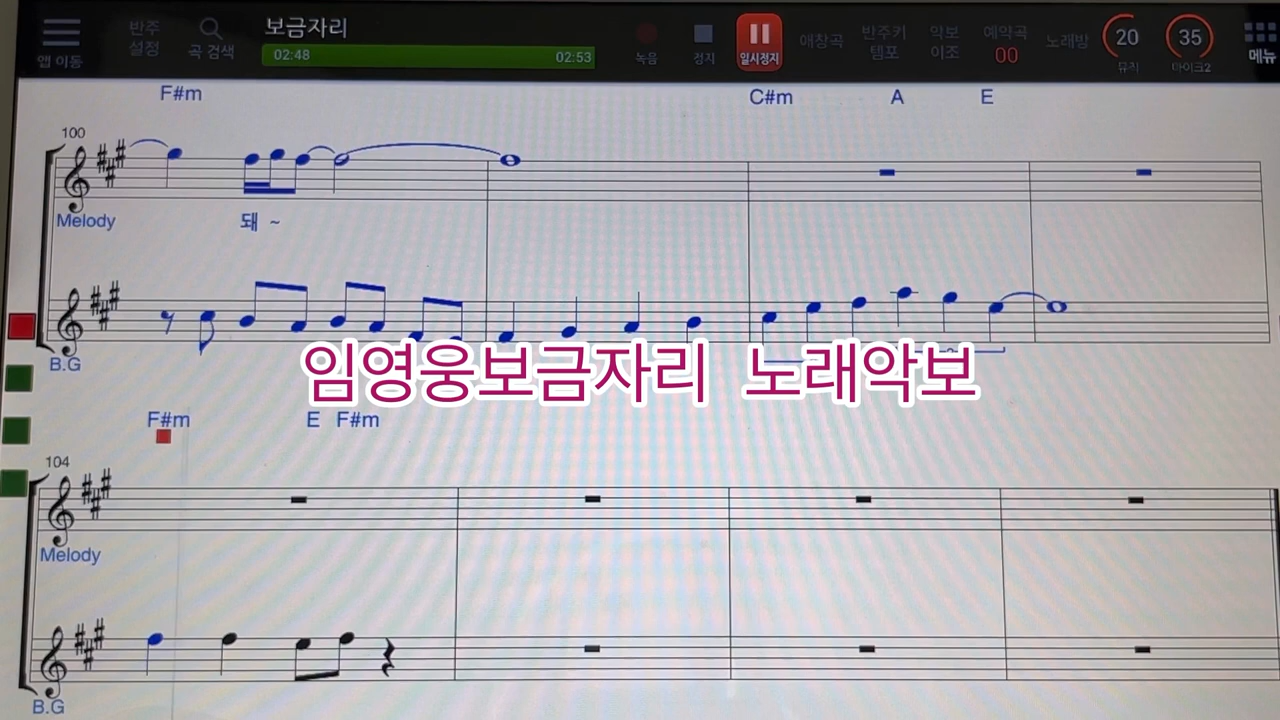 앱 이동
반주
설정
곡 검색
보금자리
02:48
02:53
녹음
정지
일시정지
애창곡
반주키
템포
악보
이조
예약곡
00
노래방
20
뮤직
35
마이크2
메뉴
F#m
C#m
A
E
100
Melody
돼 ~
B.G
임영웅보금자리 노래악보
F#m
E
F#m
104
Melody
B.G